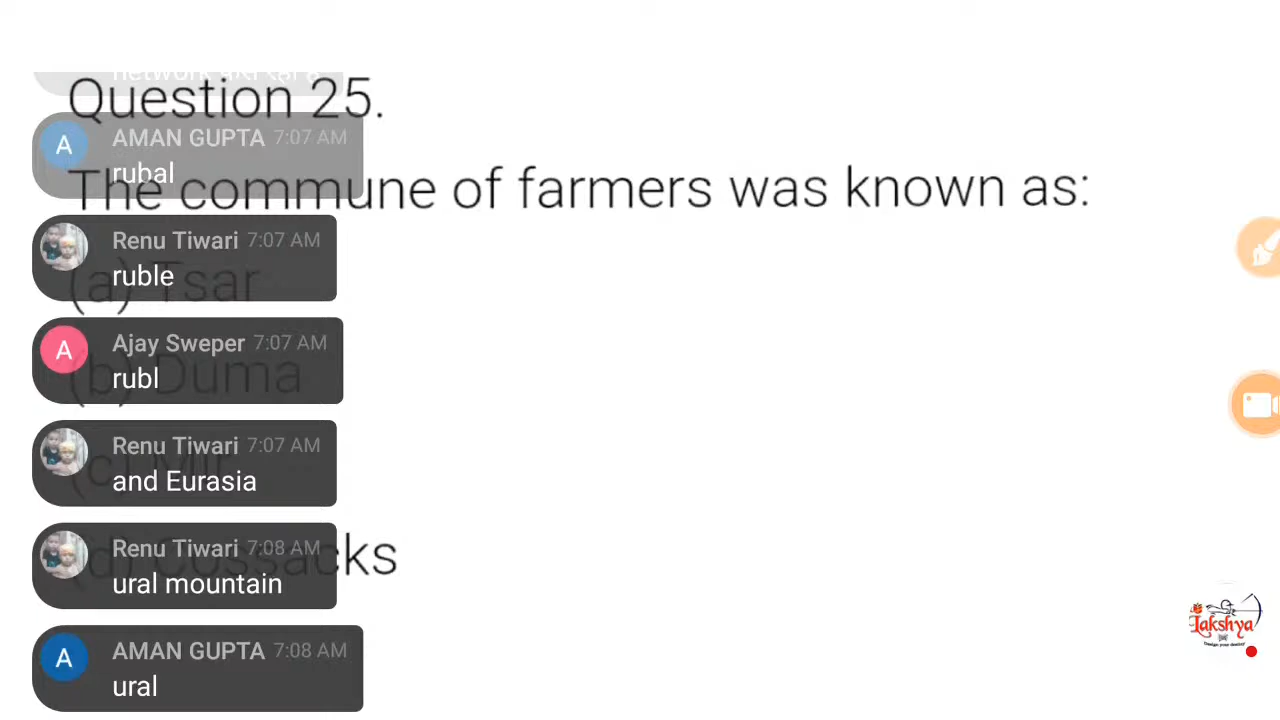 Question 25.
AMAN GUPTA 7:07 AM
rubal
The commune of farmers was known as:
Renu Tiwari 7:07 AM
ruble
(a) Tsar
Ajay Sweper 7:07 AM
rubl
(b) Duma
Renu Tiwari 7:07 AM
and Eurasia
(c) Mir
Renu Tiwari 7:08 AM
ural mountain
(d) Cossacks
AMAN GUPTA 7:08 AM
ural
Lakshya